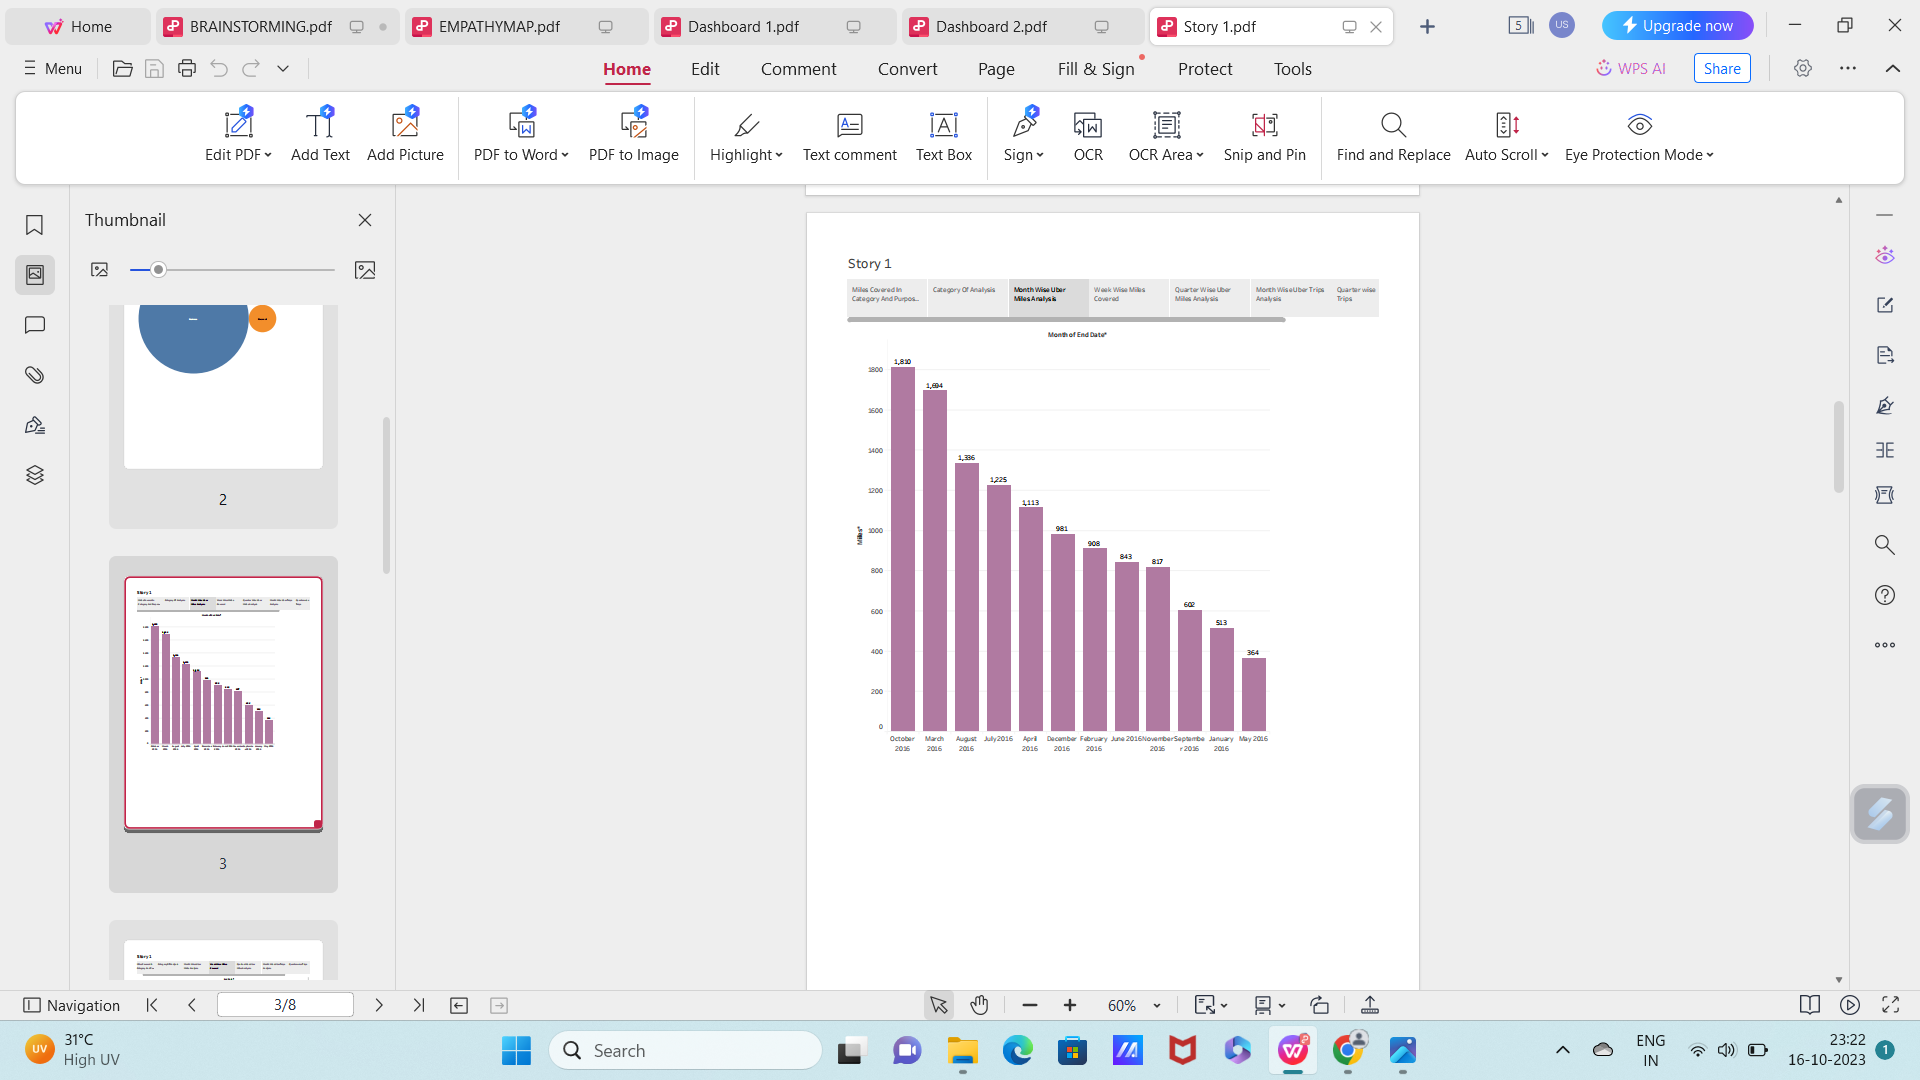 Home
BRAINSTORMING.pdf
EMPATHYMAP.pdf
Dashboard 1.pdf
Dashboard 2.pdf
Story 1.pdf
5
US
Upgrade now
Menu
Home
Edit
Comment
Convert
Page
Fill & Sign
Protect
Tools
WPS AI
Share
Edit PDF
Add Text
Add Picture
PDF to Word
PDF to Image
Highlight
Text comment
Text Box
Sign
OCR
OCR Area
Snip and Pin
Find and Replace
Auto Scroll
Eye Protection Mode
Thumbnail
2
Story 1
3
Story 1
Story 1
Miles Covered In
Category And Purpos...
Category Of Analysis
Month Wise Uber
Miles Analysis
Week Wise Miles
Covered
Quarter Wise Uber
Miles Analysis
Month Wise Uber Trips
Analysis
Quarter wise
Trips
Month of End Date*
1,810
1,694
1,336
1,225
1,113
981
908
843
817
602
513
364
1800
1600
1400
1200
1000
800
600
400
200
0
Miles*
October
2016
March
2016
August
2016
July 2016
April
2016
December
2016
February
2016
June 2016
November
2016
Septembe
r 2016
January
2016
May 2016
Navigation
3/8
60%
UV
31°C
High UV
Search
ENG
IN
23:22
16-10-2023
1